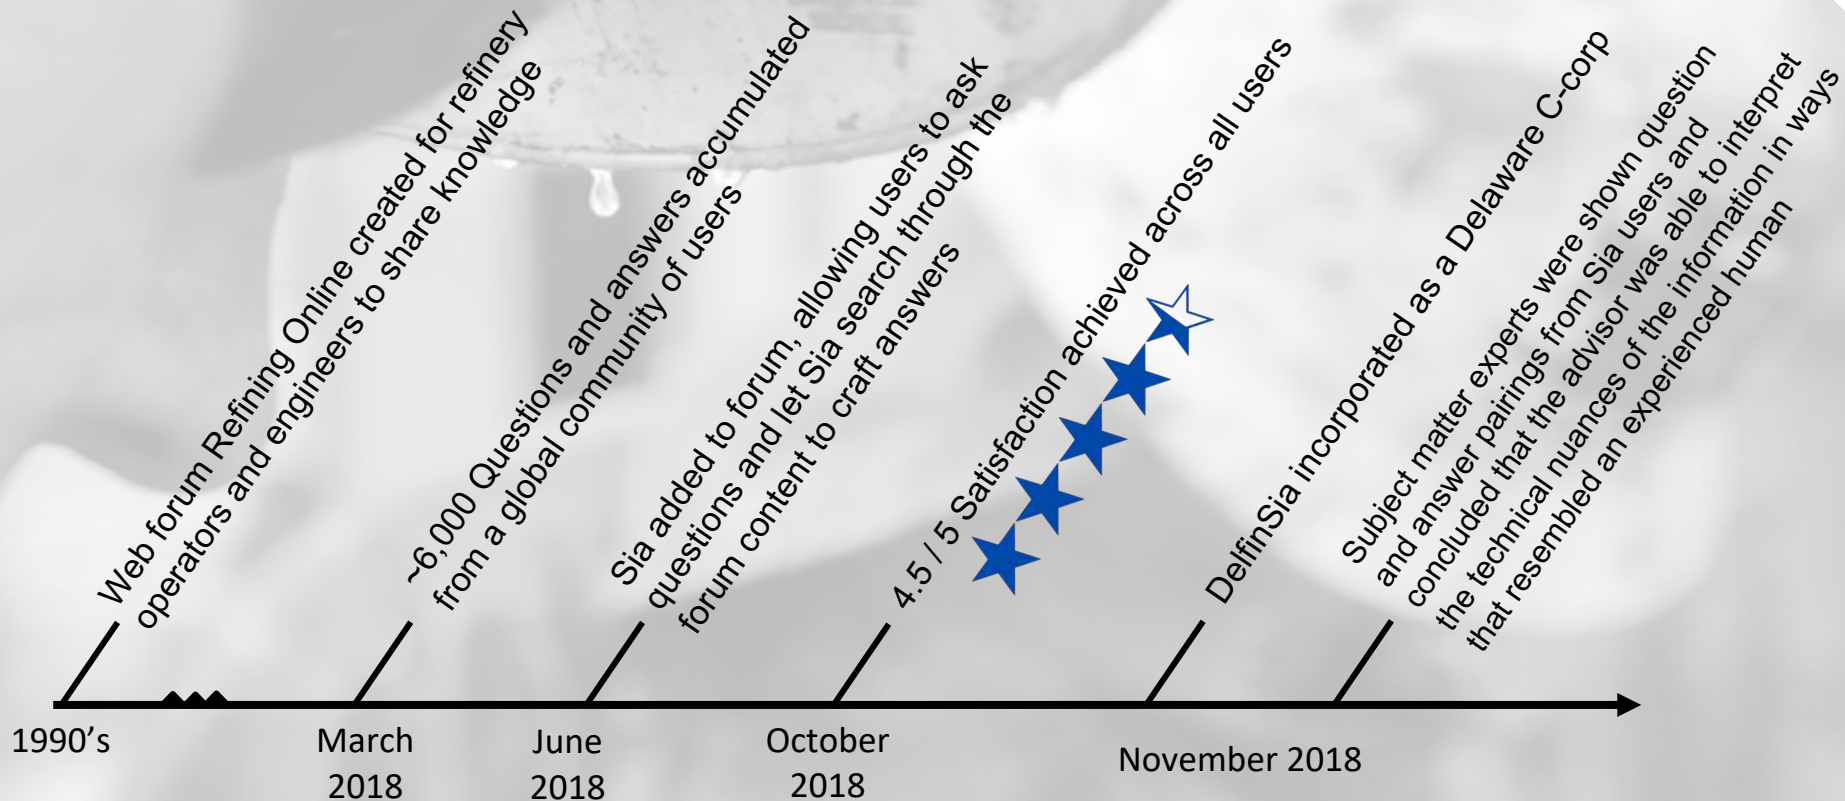 Web forum Refining Online created for refinery
operators and engineers to share knowledge
~6,000 Questions and answers accumulated
from a global community of users
Sia added to forum, allowing users to ask
questions and let Sia search through the
forum content to craft answers
4.5 / 5 Satisfaction achieved across all users
DelfinSia incorporated as a Delaware C-corp
Subject matter experts were shown question
and answer pairings from Sia users and
concluded that the advisor was able to interpret
the technical nuances of the information in ways
that resembled an experienced human
1990’s
March
2018
June
2018
October
2018
November 2018